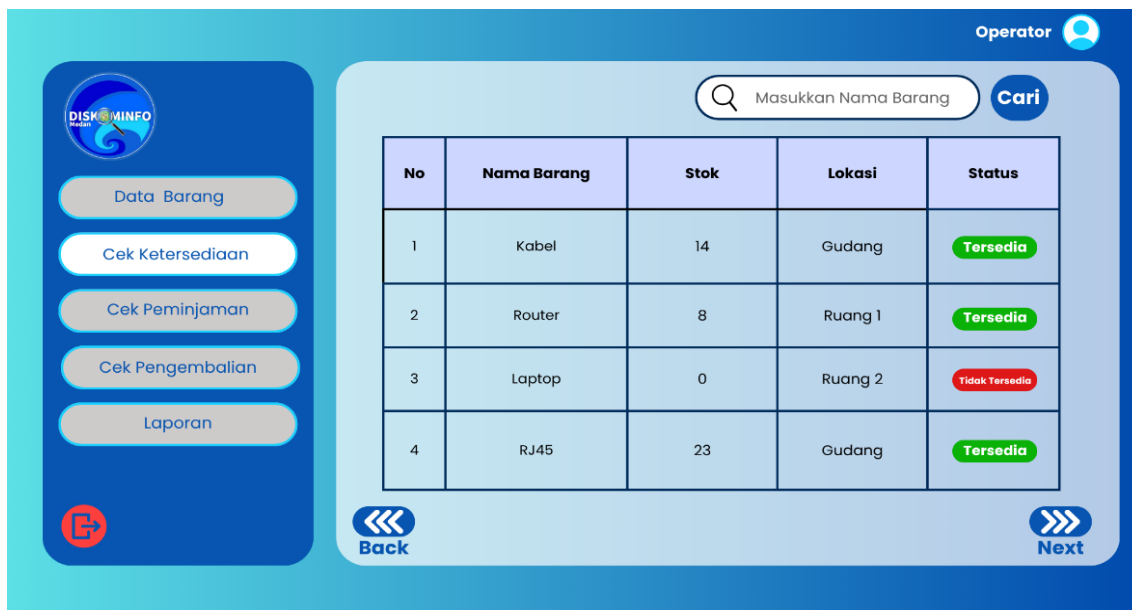 Operator
DISKOMINFO
Medan
Masukkan Nama Barang
Cari
Data Barang
Cek Ketersediaan
Cek Peminjaman
Cek Pengembalian
Laporan
No Nama Barang Stok Lokasi Status
1 Kabel 14 Gudang Tersedia
2 Router 8 Ruang 1 Tersedia
3 Laptop 0 Ruang 2 Tidak Tersedia
4 RJ45 23 Gudang Tersedia
Back
Next